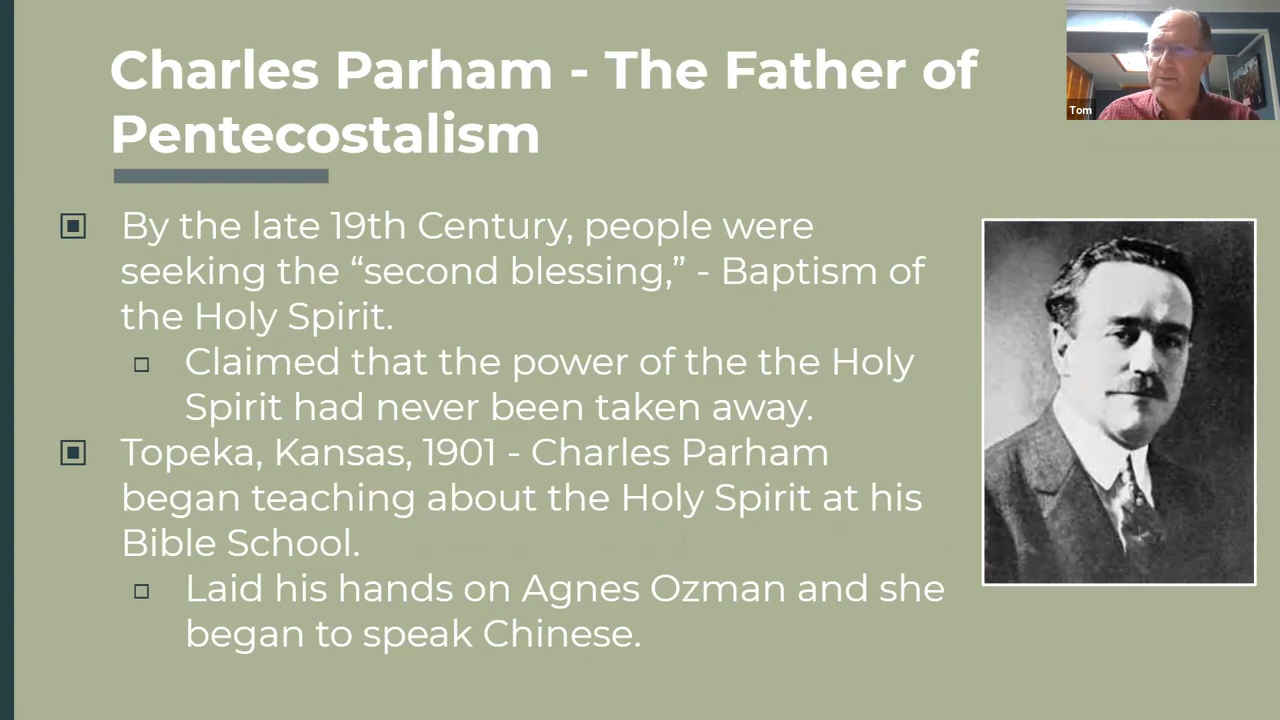 Charles Parham - The Father of
Pentecostalism
Tom
By the late 19th Century, people were
seeking the “second blessing,” - Baptism of
the Holy Spirit.
Claimed that the power of the the Holy
Spirit had never been taken away.
Topeka, Kansas, 1901 - Charles Parham
began teaching about the Holy Spirit at his
Bible School.
Laid his hands on Agnes Ozman and she
began to speak Chinese.